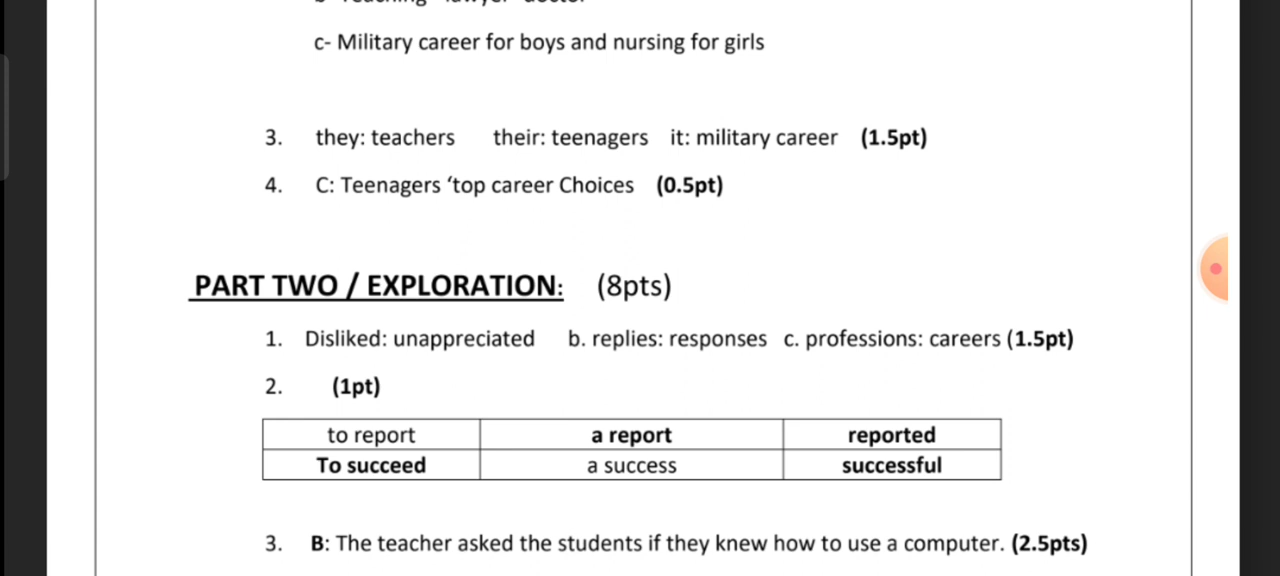 c- Military career for boys and nursing for girls
3. they: teachers their: teenagers it: military career (1.5pt)
4. C: Teenagers ‘top career Choices (0.5pt)
PART TWO / EXPLORATION: (8pts)
1. Disliked: unappreciated b. replies: responses c. professions: careers (1.5pt)
2. (1pt)
to report a report reported
To succeed a success successful
3. B: The teacher asked the students if they knew how to use a computer. (2.5pts)